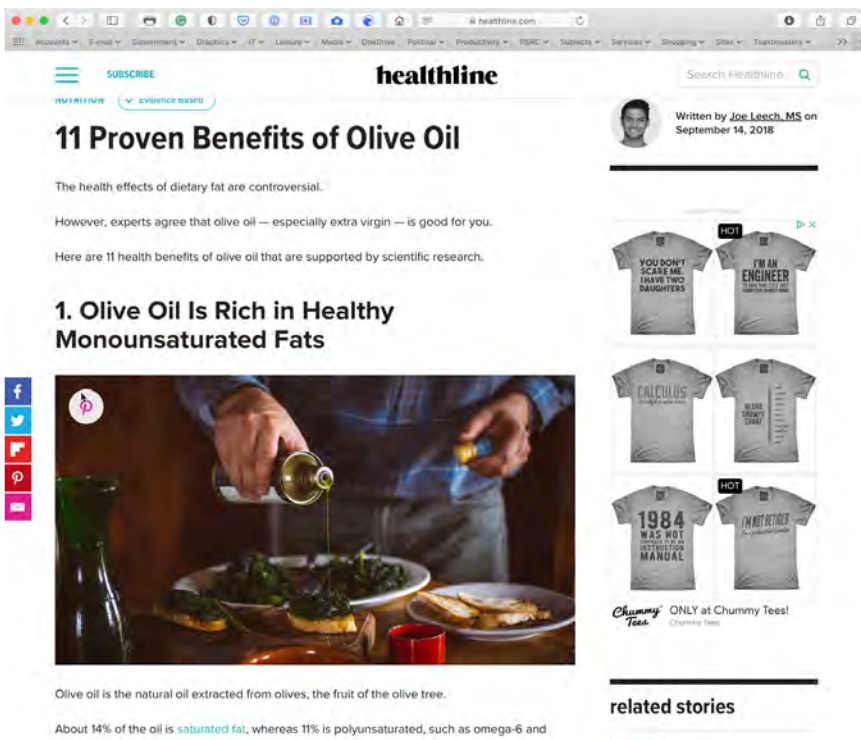 healthline.com
Accounts E-mail Government Graphics IT Leisure Media OneDrive Political Productivity PSRC Subjects Services Shopping Sites Toastmasters
SUBSCRIBE
healthline
Search Healthline
NUTRITION Evidence Based
11 Proven Benefits of Olive Oil
The health effects of dietary fat are controversial.
However, experts agree that olive oil — especially extra virgin — is good for you.
Here are 11 health benefits of olive oil that are supported by scientific research.
1. Olive Oil Is Rich in Healthy
Monounsaturated Fats
Olive oil is the natural oil extracted from olives, the fruit of the olive tree.
About 14% of the oil is saturated fat, whereas 11% is polyunsaturated, such as omega-6 and
Written by Joe Leech, MS on
September 14, 2018
HOT
YOU DON'T
SCARE ME.
I HAVE TWO
DAUGHTERS
I'M AN
ENGINEER
CALCULUS
CHART
HOT
1984
WAS NOT
SUPPOSED TO BE AN
INSTRUCTION
MANUAL
I'M NOT RETIRED
Chummy
Tees
ONLY at Chummy Tees!
Chummy Tees
related stories